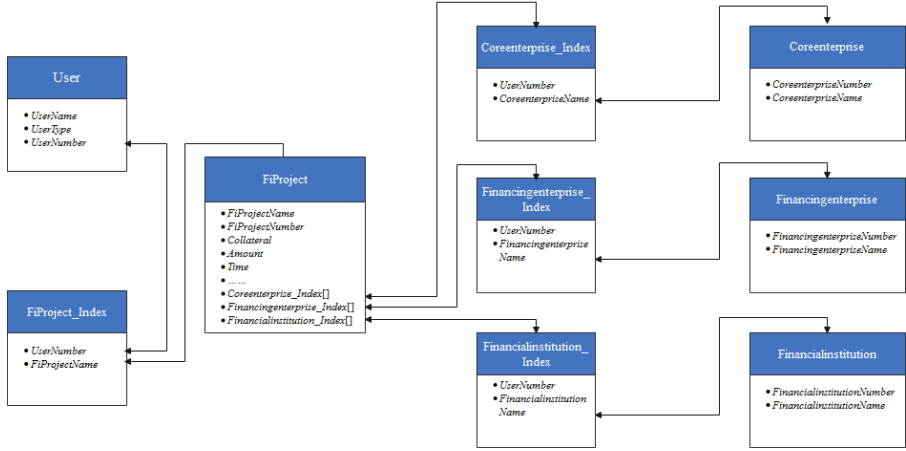 User
• UserName
• UserType
• UserNumber
FiProject_Index
• UserNumber
• FiProjectName
FiProject
• FiProjectName
• FiProjectNumber
• Collateral
• Amount
• Time
• ……
• Coreenterprise_Index[]
• Financingenterprise_Index[]
• Financialinstitution_Index[]
Coreenterprise_Index
• UserNumber
• CoreenterpriseName
Coreenterprise
• CoreenterpriseNumber
• CoreenterpriseName
Financingenterprise_
Index
• UserNumber
• Financingenterprise
Name
Financingenterprise
• FinancingenterpriseNumber
• FinancingenterpriseName
Financialinstitution_
Index
• UserNumber
• Financialinstitution
Name
Financialinstitution
• FinancialinstitutionNumber
• FinancialinstitutionName